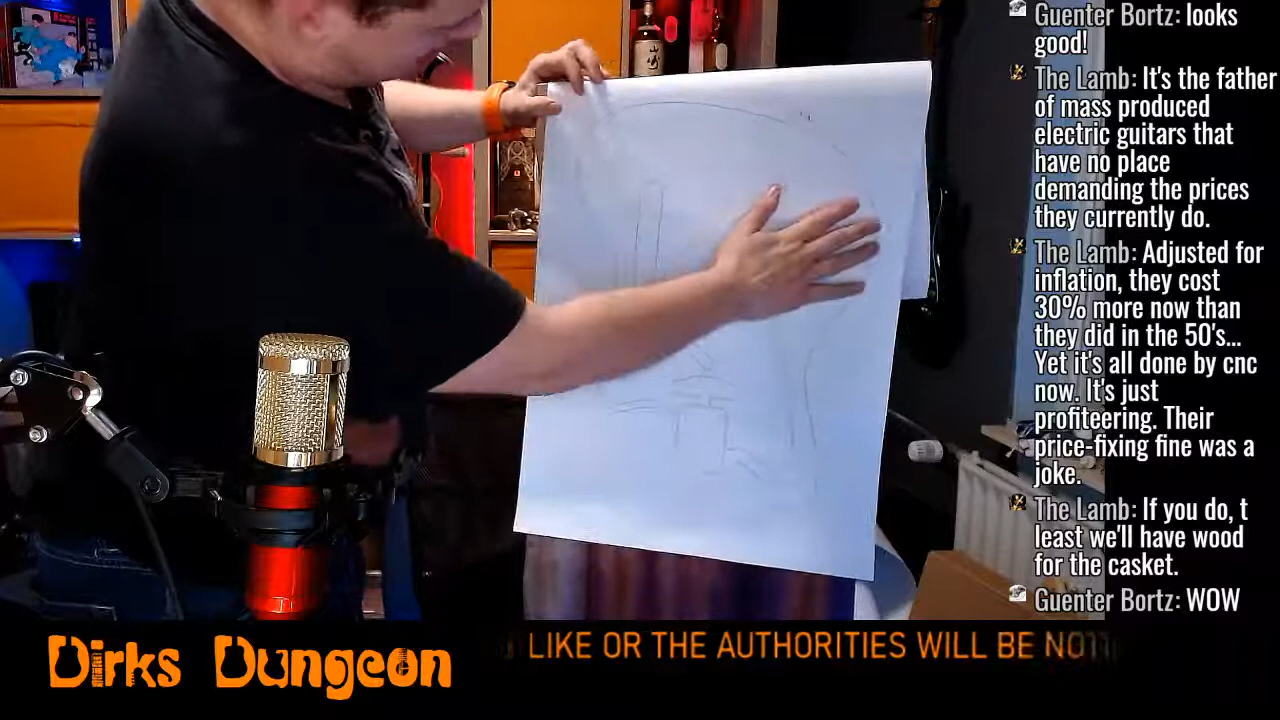 Guenter Bortz: looks
good!
The Lamb: It's the father
of mass produced
electric guitars that
have no place
demanding the prices
they currently do.
The Lamb: Adjusted for
inflation, they cost
30% more now than
they did in the 50's...
Yet it's all done by cnc
now. It's just
profiteering. Their
price-fixing fine was a
joke.
The Lamb: If you do, t
least we'll have wood
for the casket.
Guenter Bortz: WOW
Dirks Dungeon
LIKE OR THE AUTHORITIES WILL BE NOT